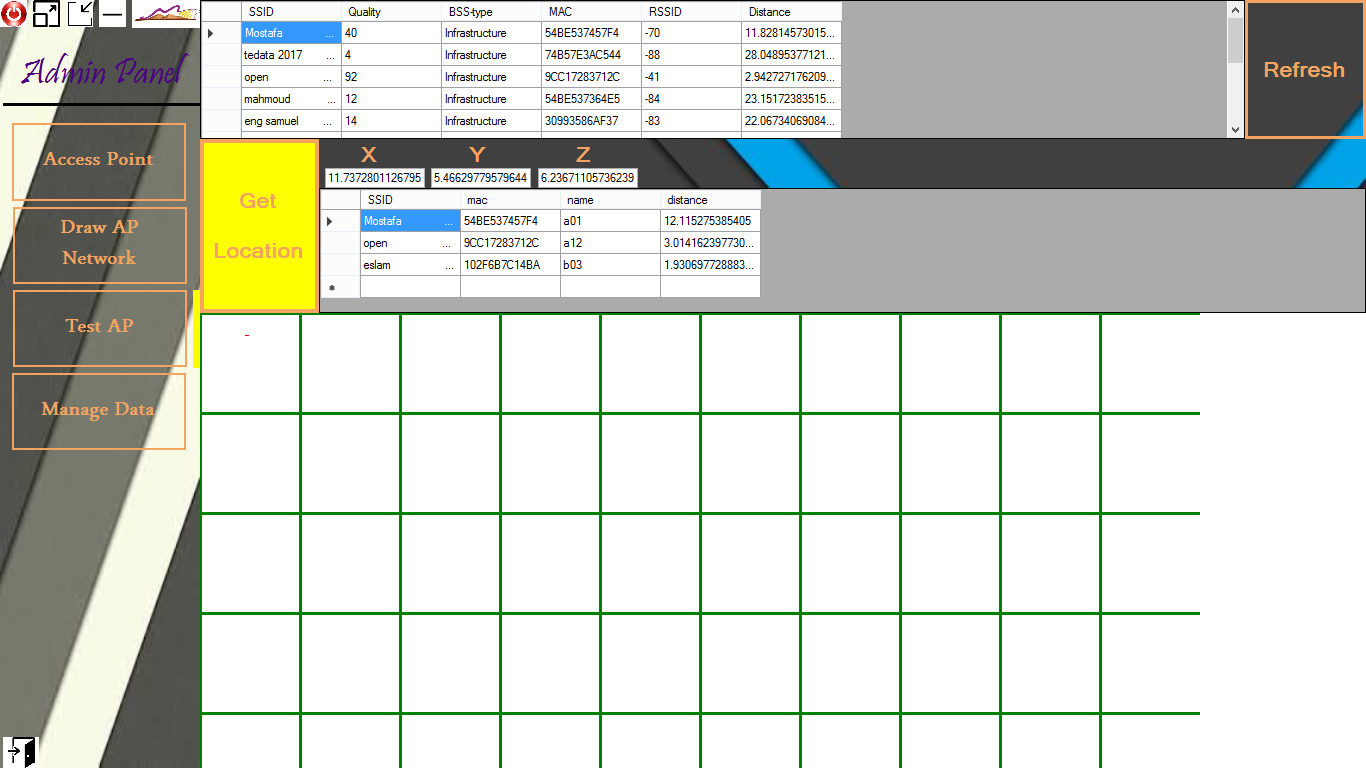 Admin Panel
Access Point
Draw AP
Network
Test AP
Manage Data
SSID Quality BSS-type MAC RSSID Distance
Mostafa ... 40 Infrastructure 54BE537457F4 -70 11.82814573015...
tedata 2017 ... 4 Infrastructure 74B57E3AC544 -88 28.04895377121...
open ... 92 Infrastructure 9CC17283712C -41 2.942727176209...
mahmoud ... 12 Infrastructure 54BE537364E5 -84 23.15172383515...
eng samuel ... 14 Infrastructure 30993586AF37 -83 22.06734069084...
Refresh
Get
Location
X Y Z
11.7372801126795 5.46629779579644 6.23671105736239
SSID mac name distance
Mostafa ... 54BE537457F4 a01 12.115275385405
open ... 9CC17283712C a12 3.014162397730...
eslam ... 102F6B7C14BA b03 1.930697728883...
-